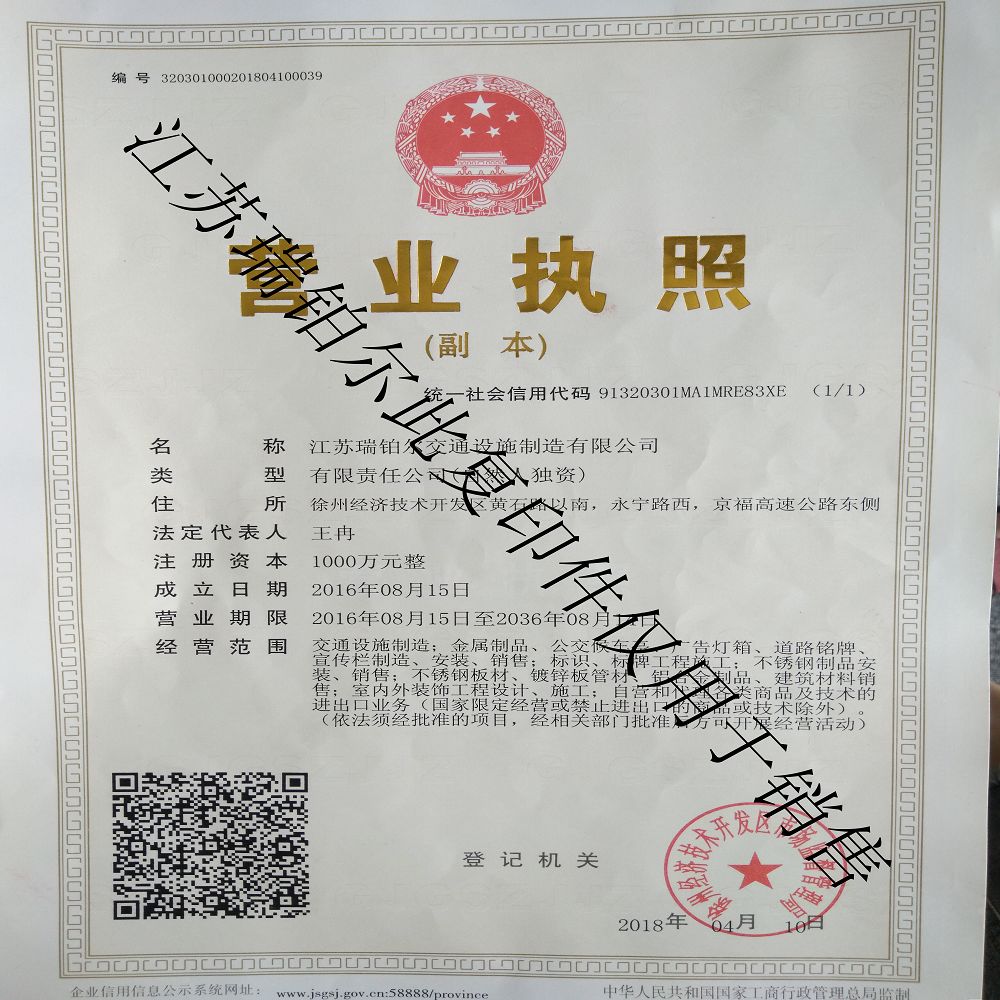 编号 320301000201804100039
营业执照
(副本)
统一社会信用代码 91320301MA1MRE83XE (1/1)
名称 江苏瑞铂尔交通设施制造有限公司
类型 有限责任公司(自然人独资)
住所 徐州经济技术开发区黄石路以南，永宁路西，京福高速公路东侧
法定代表人 王冉
注册资本 1000万元整
成立日期 2016年08月15日
营业期限 2016年08月15日至2036年08月14日
经营范围 交通设施制造；金属制品、公交候车亭、广告灯箱、道路铭牌、
宣传栏制造、安装、销售；标识、标牌工程施工；不锈钢制品安
装、销售；不锈钢板材、镀锌板管材、铝合金制品、建筑材料销
售；室内外装饰工程设计、施工；自营和代理各类商品及技术的
进出口业务（国家限定经营或禁止进出口的商品或技术除外）。
（依法须经批准的项目，经相关部门批准后方可开展经营活动）
江苏瑞铂尔此复印件仅用于销售
登记机关
徐州经济技术开发区市场监督管理局
2018年 04月 10日
企业信用信息公示系统网址： www.jsgsj.gov.cn:58888/province
中华人民共和国国家工商行政管理总局监制